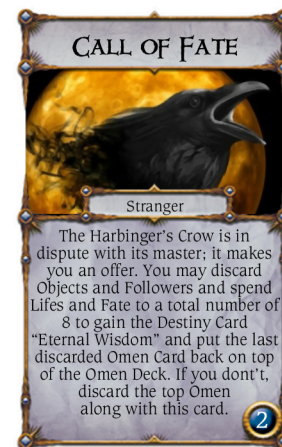 CALL OF FATE
Stranger
The Harbinger's Crow is in
dispute with its master; it makes
you an offer. You may discard
Objects and Followers and spend
Lifes and Fate to a total number of
8 to gain the Destiny Card
“Eternal Wisdom” and put the last
discarded Omen Card back on top
of the Omen Deck. If you dont't,
discard the top Omen
along with this card.
2